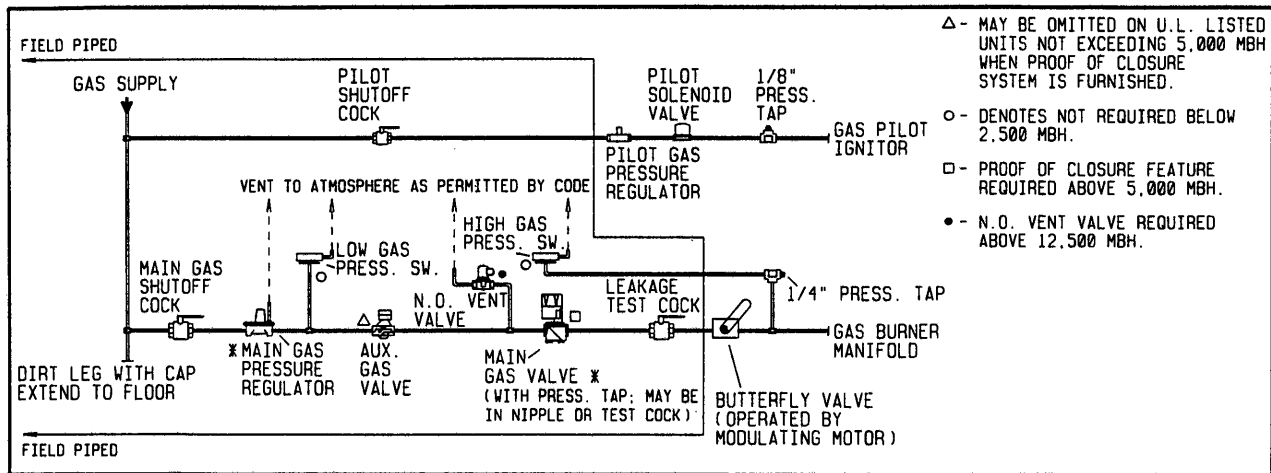 FIELD PIPED
GAS SUPPLY
PILOT
SHUTOFF
COCK
PILOT
SOLENOID
VALVE
1/8"
PRESS.
TAP
GAS PILOT
IGNITOR
PILOT GAS
PRESSURE
REGULATOR
VENT TO ATMOSPHERE AS PERMITTED BY CODE
MAIN GAS
SHUTOFF
COCK
LOW GAS
PRESS. SW.
HIGH GAS
PRESS. SW.
N.O. VENT
VALVE
LEAKAGE
TEST COCK
1/4" PRESS. TAP
GAS BURNER
MANIFOLD
* MAIN GAS
PRESSURE
REGULATOR
AUX.
GAS
VALVE
MAIN
GAS VALVE *
(WITH PRESS. TAP; MAY BE
IN NIPPLE OR TEST COCK)
BUTTERFLY VALVE
(OPERATED BY
MODULATING MOTOR)
DIRT LEG WITH CAP
EXTEND TO FLOOR
FIELD PIPED
△ - MAY BE OMITTED ON U.L. LISTED
UNITS NOT EXCEEDING 5,000 MBH
WHEN PROOF OF CLOSURE
SYSTEM IS FURNISHED.
○ - DENOTES NOT REQUIRED BELOW
2,500 MBH.
□ - PROOF OF CLOSURE FEATURE
REQUIRED ABOVE 5,000 MBH.
● - N.O. VENT VALVE REQUIRED
ABOVE 12,500 MBH.